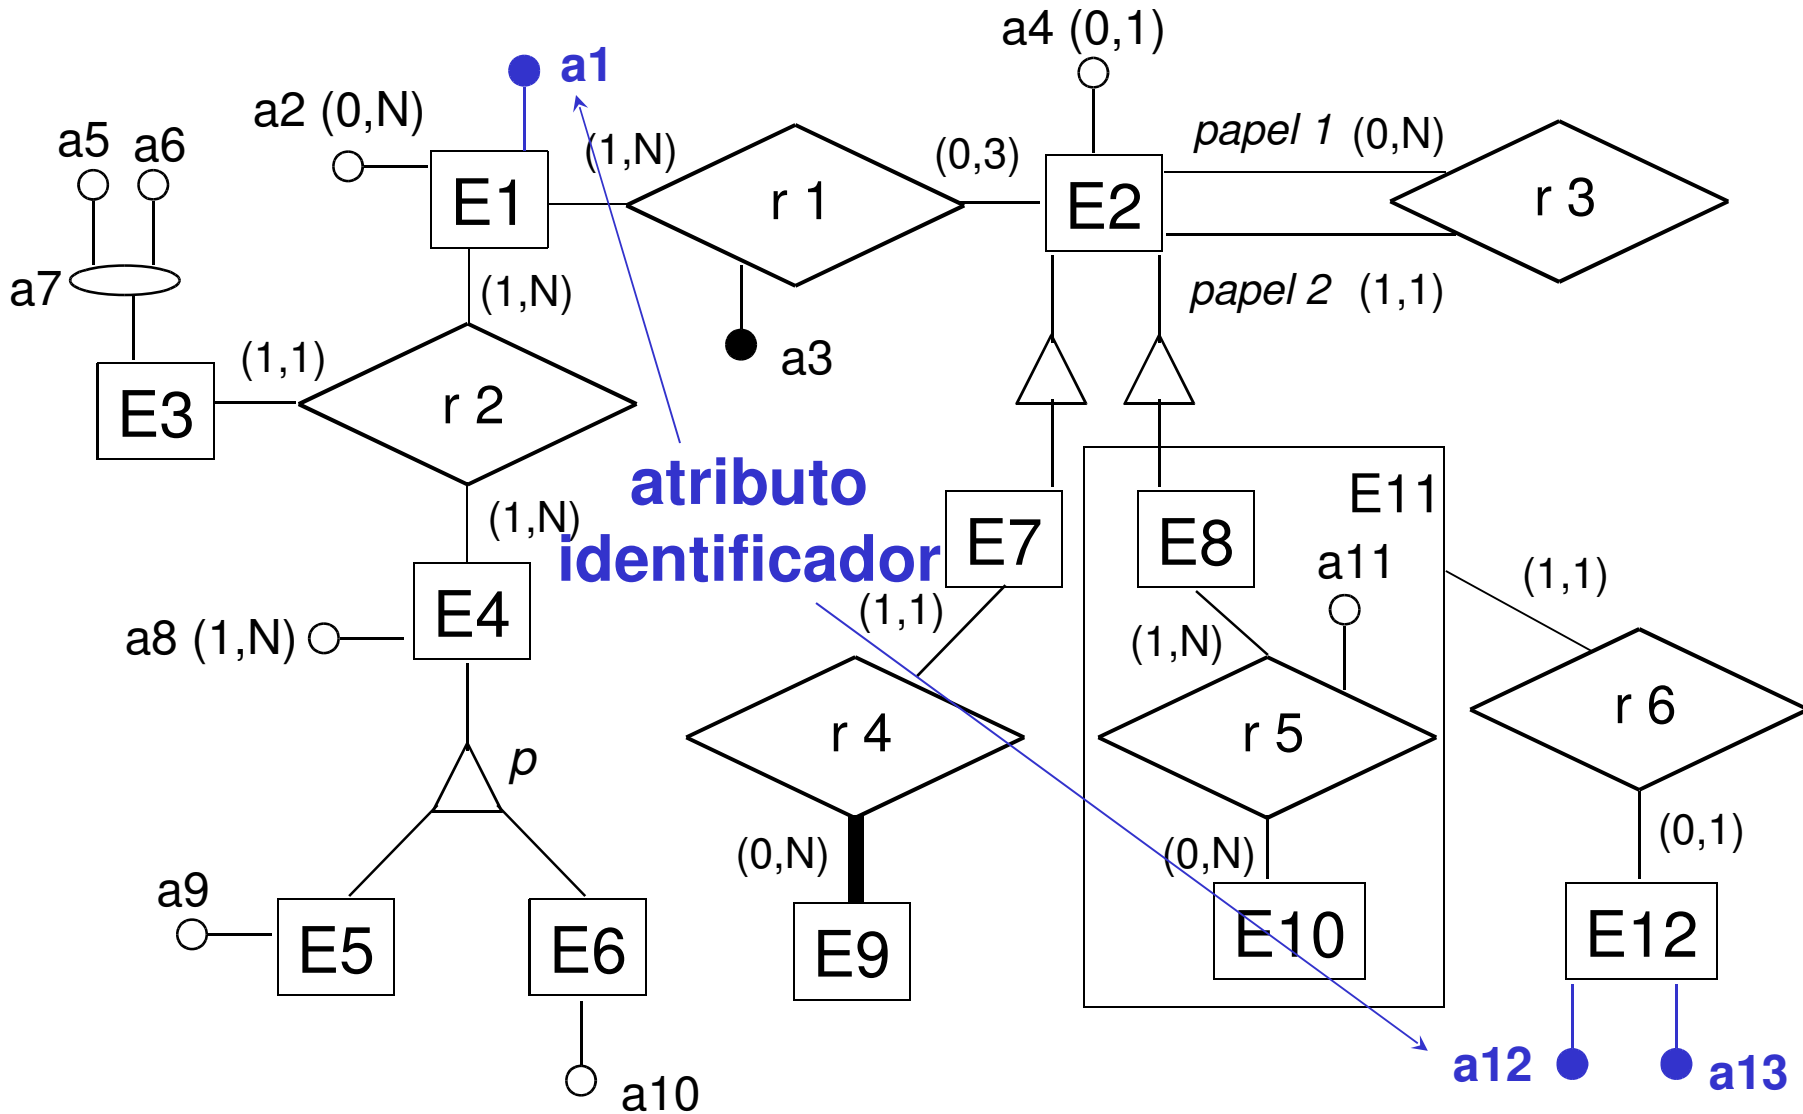 a4 (0,1)
a1
a2 (0,N)
a5
a6
(1,N)
(0,3)
papel 1
(0,N)
E1
r 1
E2
r 3
a7
(1,N)
papel 2
(1,1)
a3
(1,1)
E3
r 2
atributo
identificador
(1,N)
E11
E7
E8
a11
(1,1)
E4
(1,1)
a8 (1,N)
(1,N)
r 4
r 5
r 6
p
(0,N)
(0,N)
(0,1)
a9
E5
E6
E9
E10
E12
a10
a12
a13